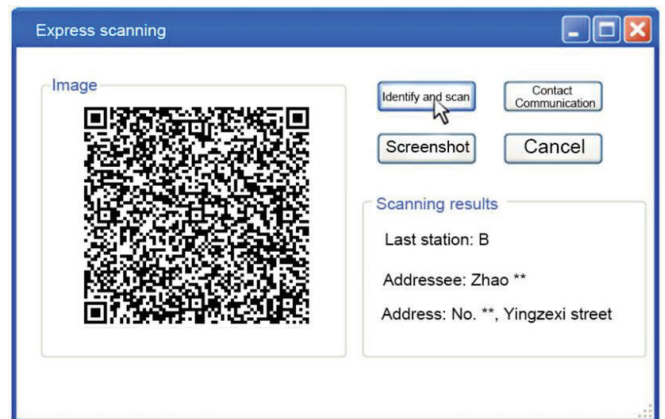 Express scanning
Image
Identify and scan
Contact
Communication
Screenshot
Cancel
Scanning results
Last station: B
Addressee: Zhao **
Address: No. **, Yingzexi street